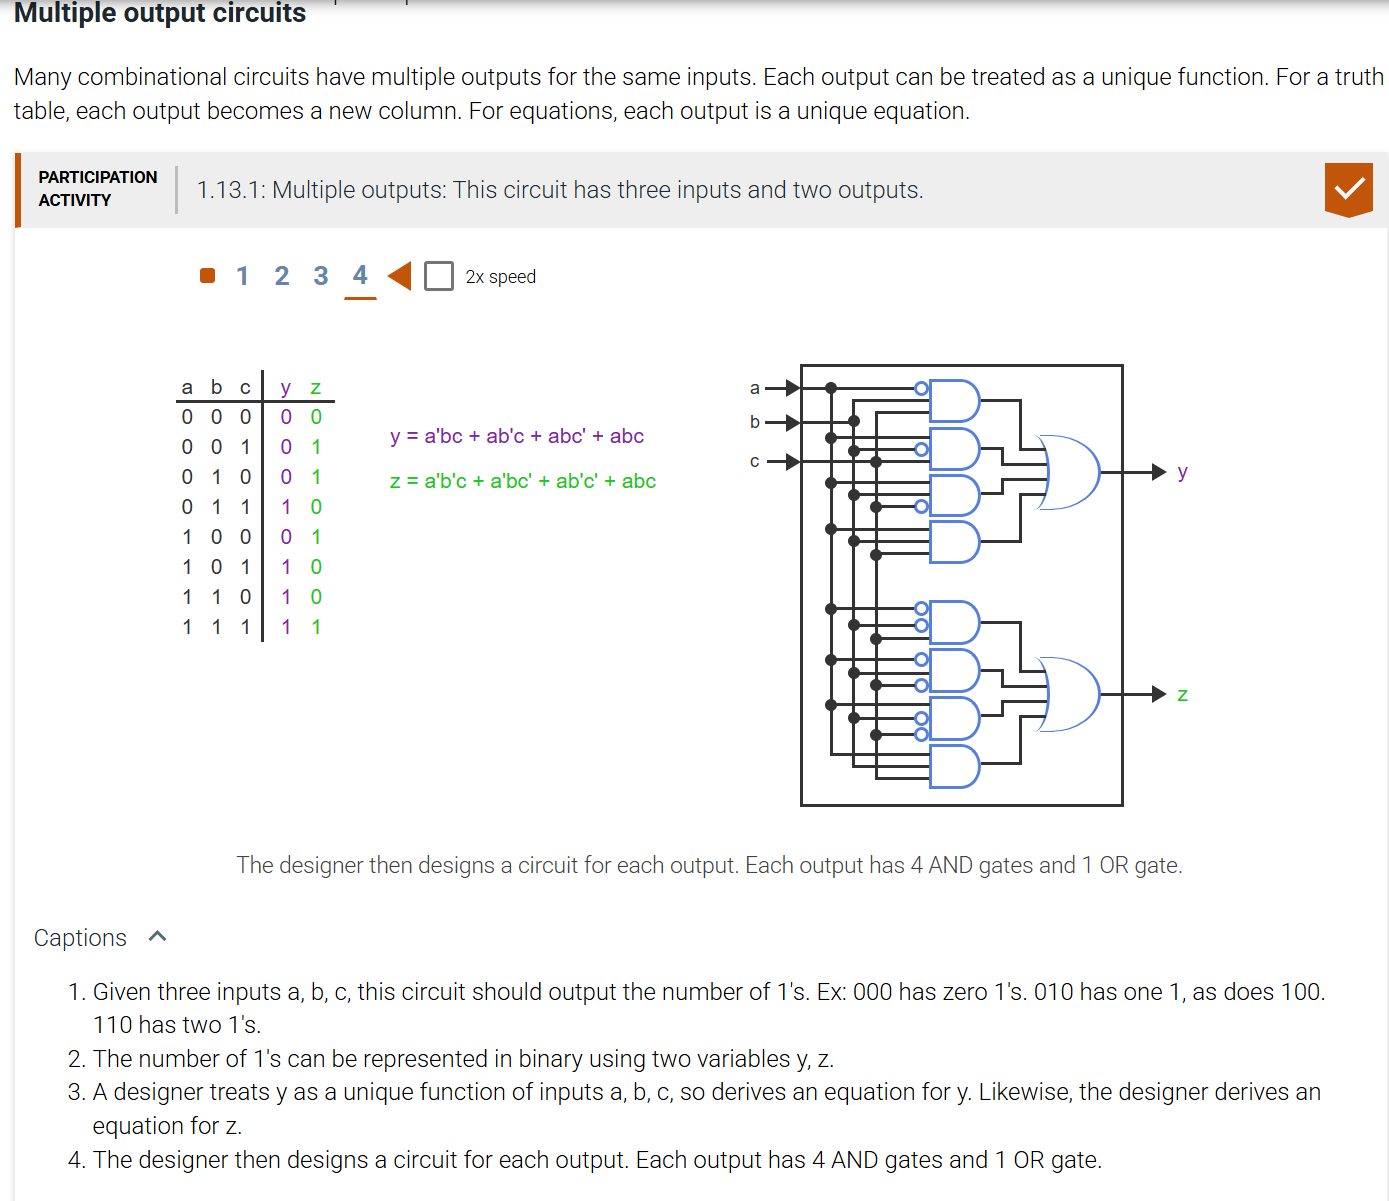 Multiple output circuits
Many combinational circuits have multiple outputs for the same inputs. Each output can be treated as a unique function. For a truth
table, each output becomes a new column. For equations, each output is a unique equation.
PARTICIPATION
ACTIVITY
1.13.1: Multiple outputs: This circuit has three inputs and two outputs.
1 2 3 4 2x speed
a b c y z
0 0 0 0 0
0 0 1 0 1
0 1 0 0 1
0 1 1 1 0
1 0 0 0 1
1 0 1 1 0
1 1 0 1 0
1 1 1 1 1
y = a'bc + ab'c + abc' + abc
z = a'b'c + a'bc' + ab'c' + abc
a
b
c
y
z
The designer then designs a circuit for each output. Each output has 4 AND gates and 1 OR gate.
Captions
1. Given three inputs a, b, c, this circuit should output the number of 1's. Ex: 000 has zero 1's. 010 has one 1, as does 100.
110 has two 1's.
2. The number of 1's can be represented in binary using two variables y, z.
3. A designer treats y as a unique function of inputs a, b, c, so derives an equation for y. Likewise, the designer derives an
equation for z.
4. The designer then designs a circuit for each output. Each output has 4 AND gates and 1 OR gate.